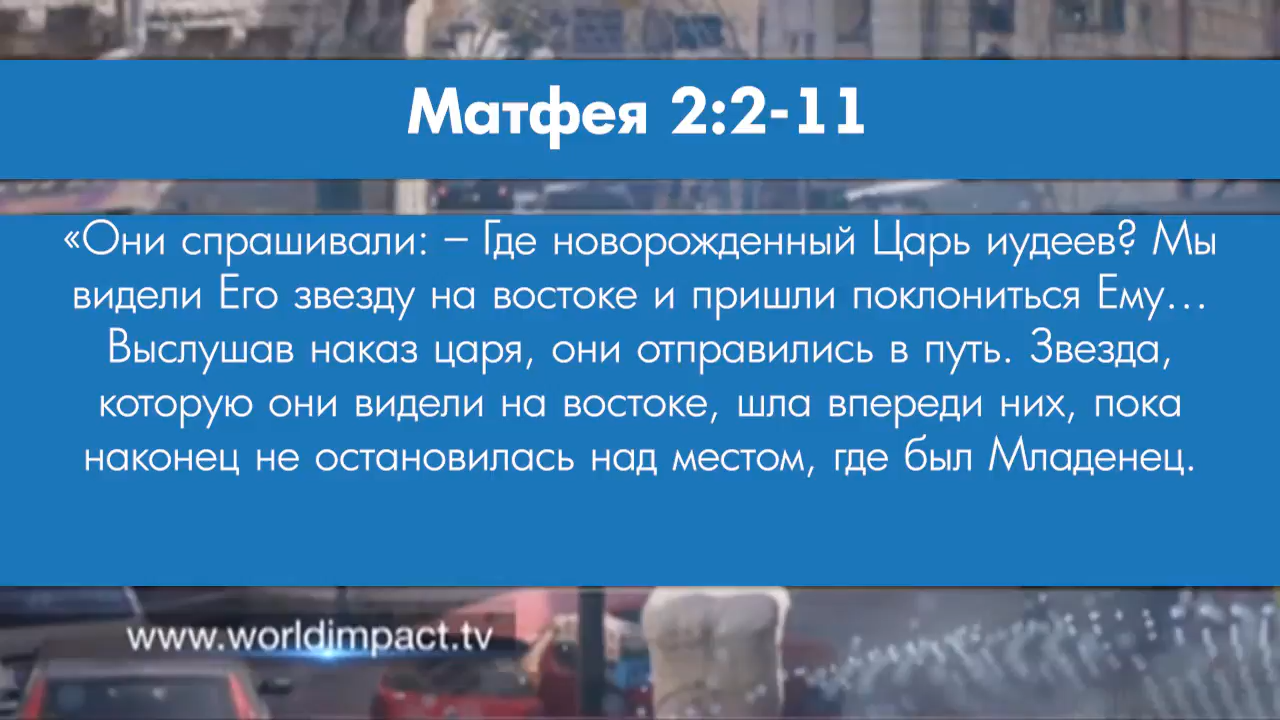 Матфея 2:2-11
«Они спрашивали: – Где новорожденный Царь иудеев? Мы
видели Его звезду на востоке и пришли поклониться Ему…
Выслушав наказ царя, они отправились в путь. Звезда,
которую они видели на востоке, шла впереди них, пока
наконец не остановилась над местом, где был Младенец.
www.worldimpact.tv